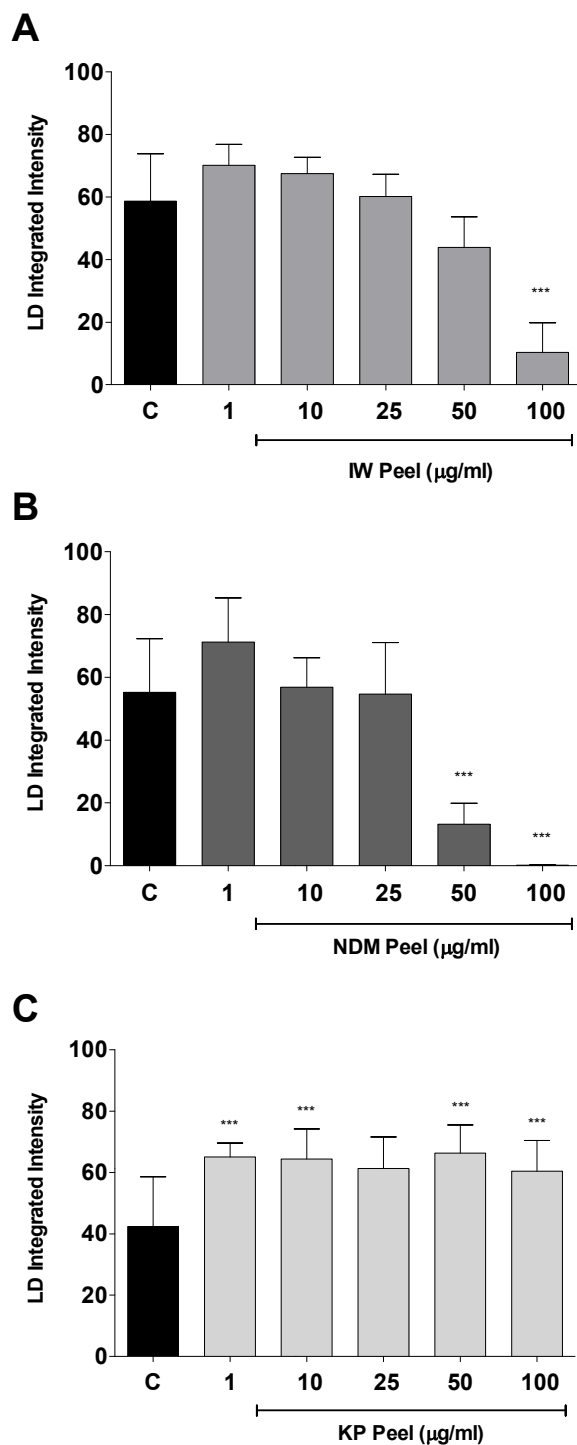 A
LD Integrated Intensity
100
80
60
40
20
0
***
C 1 10 25 50 100
IW Peel (μg/ml)
B
LD Integrated Intensity
100
80
60
40
20
0
***
***
C 1 10 25 50 100
NDM Peel (μg/ml)
C
LD Integrated Intensity
100
80
60
40
20
0
*** *** *** ***
C 1 10 25 50 100
KP Peel (μg/ml)